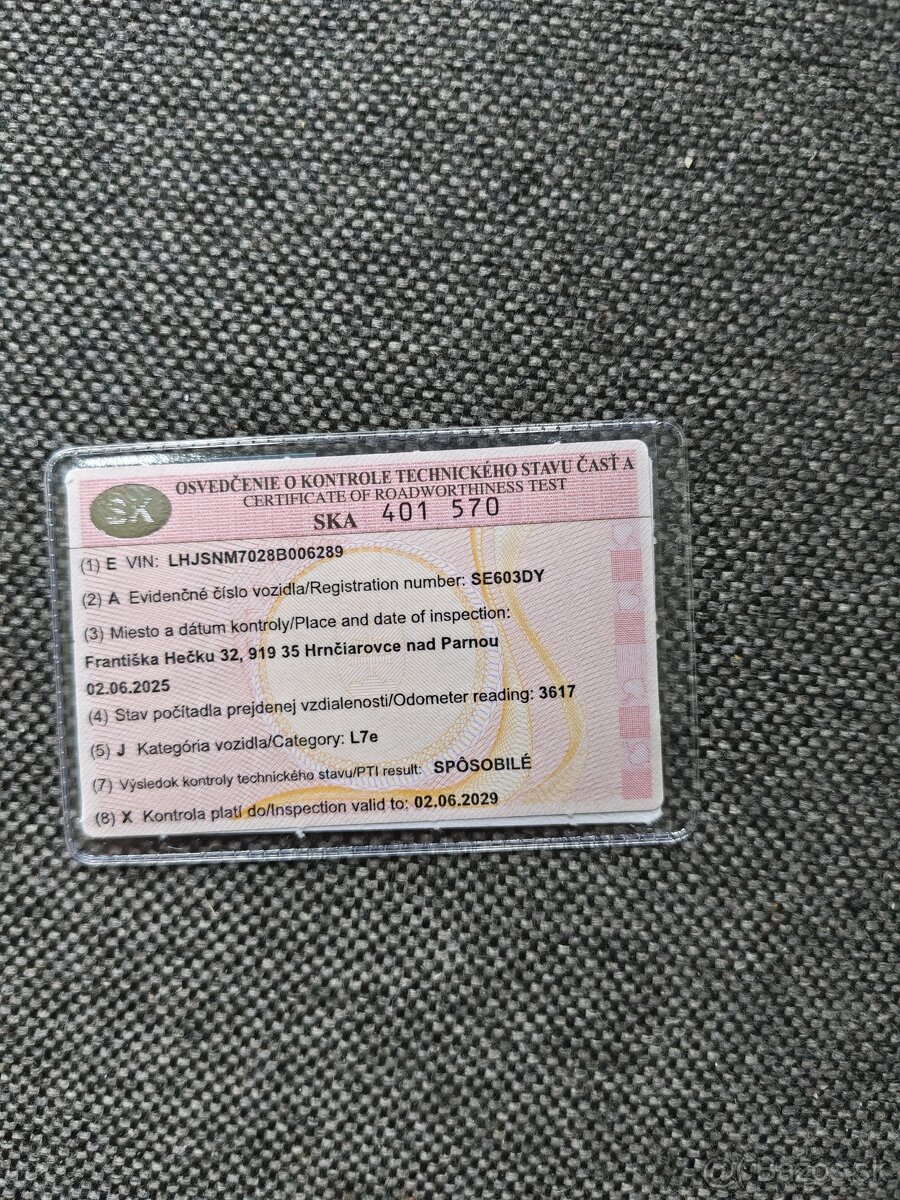 OSVEDČENIE O KONTROLE TECHNICKÉHO STAVU ČASŤ A
CERTIFICATE OF ROADWORTHINESS TEST
SK
SKA 401 570
(1) E VIN: LHJSNM7028B006289
(2) A Evidenčné číslo vozidla/Registration number: SE603DY
(3) Miesto a dátum kontroly/Place and date of inspection:
Františka Hečku 32, 919 35 Hrnčiarovce nad Parnou
02.06.2025
(4) Stav počítadla prejdenej vzdialenosti/Odometer reading: 3617
(5) J Kategória vozidla/Category: L7e
(7) Výsledok kontroly technického stavu/PTI result: SPÔSOBILÉ
(8) X Kontrola platí do/Inspection valid to: 02.06.2029
Bazos.sk